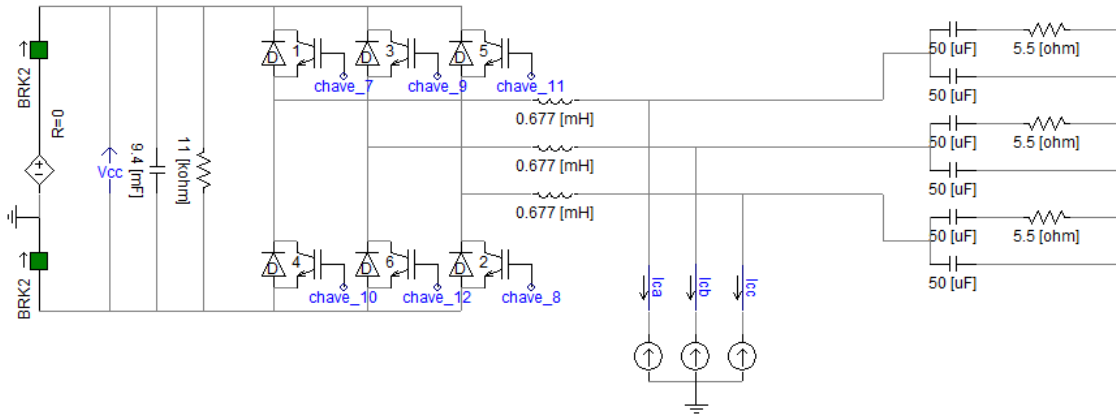 BRK2
R=0
BRK2
Vcc
9.4 [mF]
11 [kohm]
D
1
D
3
D
5
chave_7
chave_9
chave_11
0.677 [mH]
0.677 [mH]
0.677 [mH]
D
4
D
6
D
2
chave_10
chave_12
chave_8
Ica
Icb
Icc
50 [uF]
5.5 [ohm]
50 [uF]
50 [uF]
5.5 [ohm]
50 [uF]
50 [uF]
5.5 [ohm]
50 [uF]